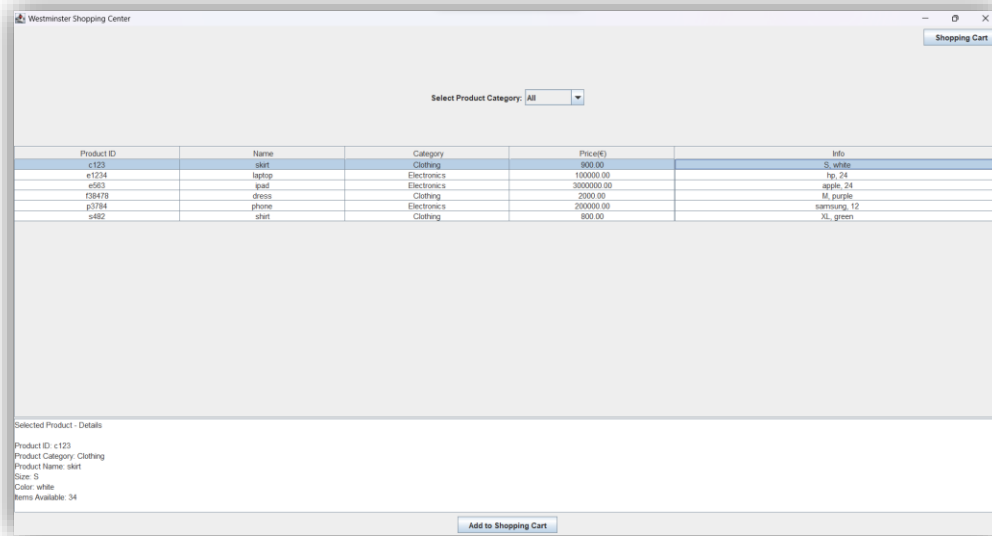 Westminster Shopping Center
Shopping Cart
Select Product Category: All
Product ID Name Category Price(€) Info
c123 skirt Clothing 900.00 S, white
e1234 laptop Electronics 100000.00 hp, 24
e563 ipad Electronics 3000000.00 apple, 24
f38478 dress Clothing 2000.00 M, purple
p3784 phone Electronics 200000.00 samsung, 12
s482 shirt Clothing 800.00 XL, green
Selected Product - Details
Product ID: c123
Product Category: Clothing
Product Name: skirt
Size: S
Color: white
Items Available: 34
Add to Shopping Cart